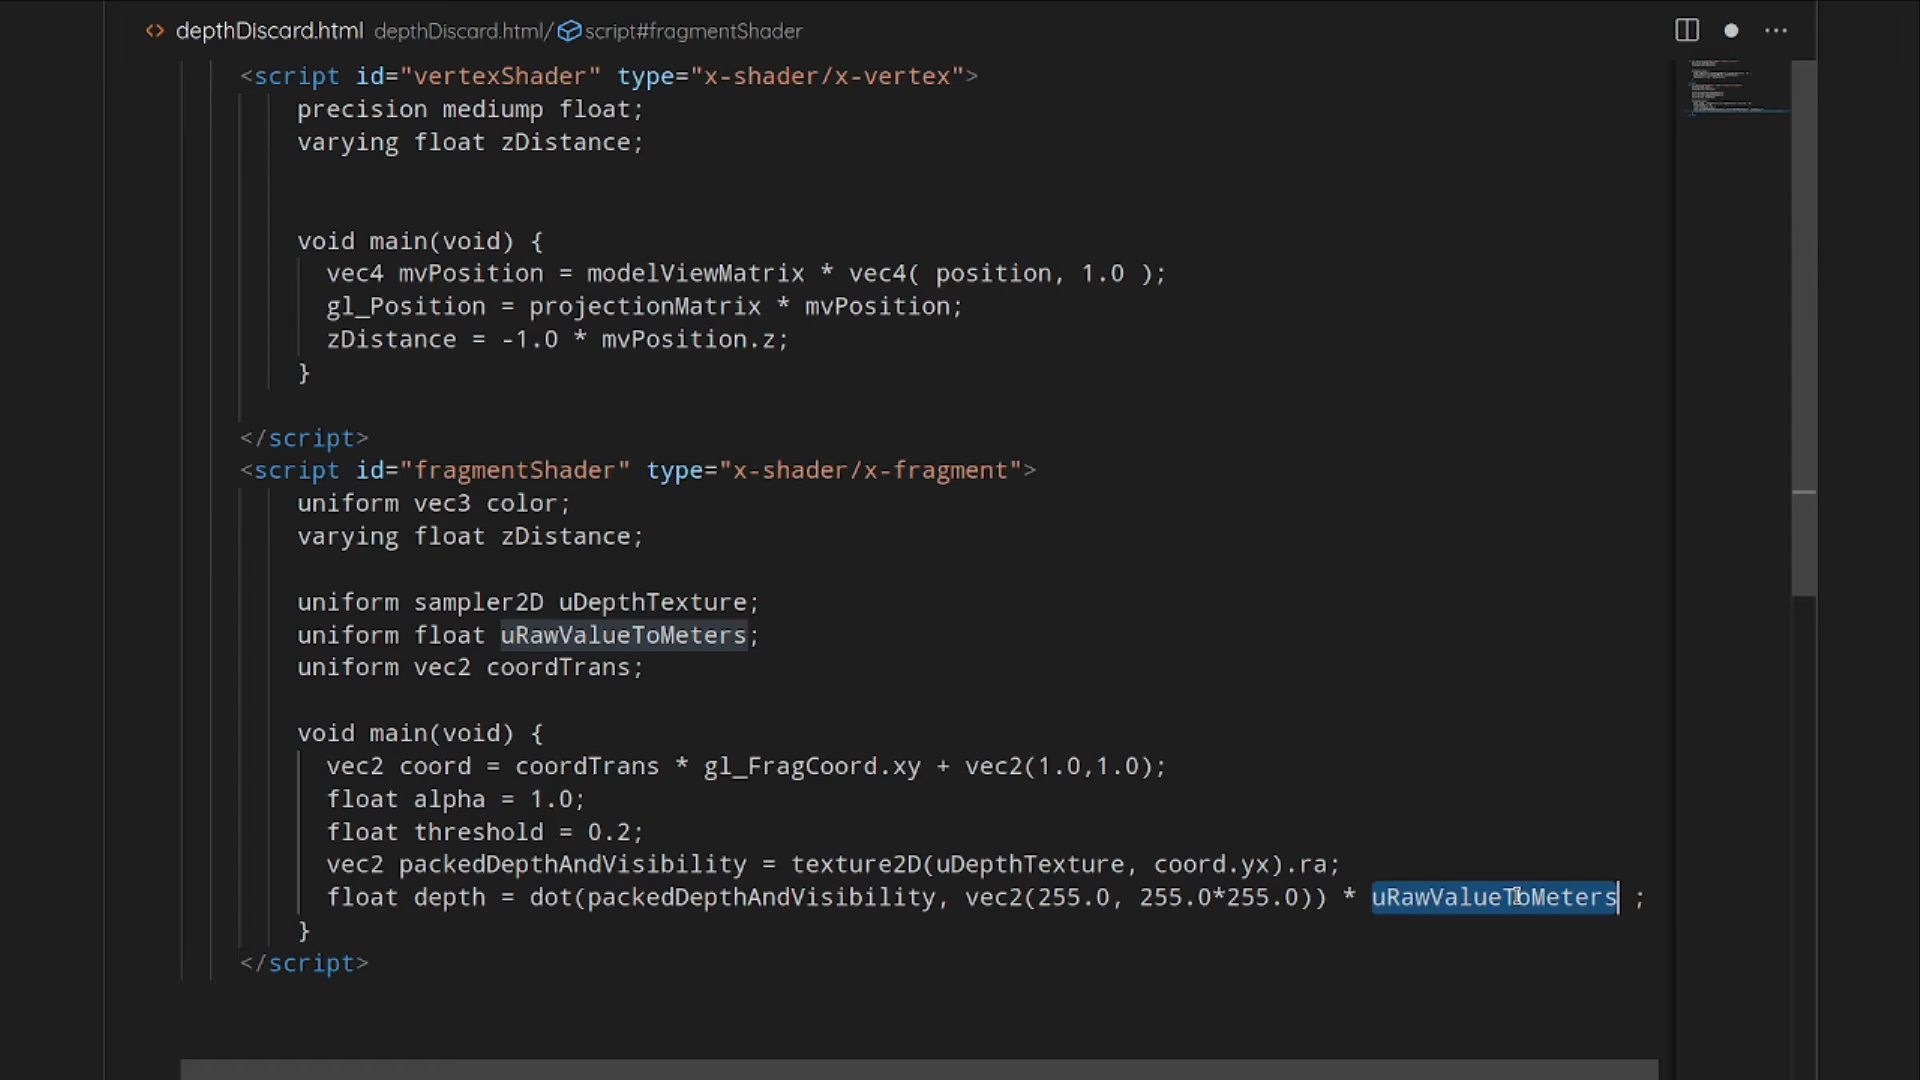 depthDiscard.html depthDiscard.html/ script#fragmentShader
<script id="vertexShader" type="x-shader/x-vertex">
precision mediump float;
varying float zDistance;
void main(void) {
vec4 mvPosition = modelViewMatrix * vec4( position, 1.0 );
gl_Position = projectionMatrix * mvPosition;
zDistance = -1.0 * mvPosition.z;
}
</script>
<script id="fragmentShader" type="x-shader/x-fragment">
uniform vec3 color;
varying float zDistance;
uniform sampler2D uDepthTexture;
uniform float uRawValueToMeters;
uniform vec2 coordTrans;
void main(void) {
vec2 coord = coordTrans * gl_FragCoord.xy + vec2(1.0,1.0);
float alpha = 1.0;
float threshold = 0.2;
vec2 packedDepthAndVisibility = texture2D(uDepthTexture, coord.yx).ra;
float depth = dot(packedDepthAndVisibility, vec2(255.0, 255.0*255.0)) * uRawValueToMeters ;
}
</script>